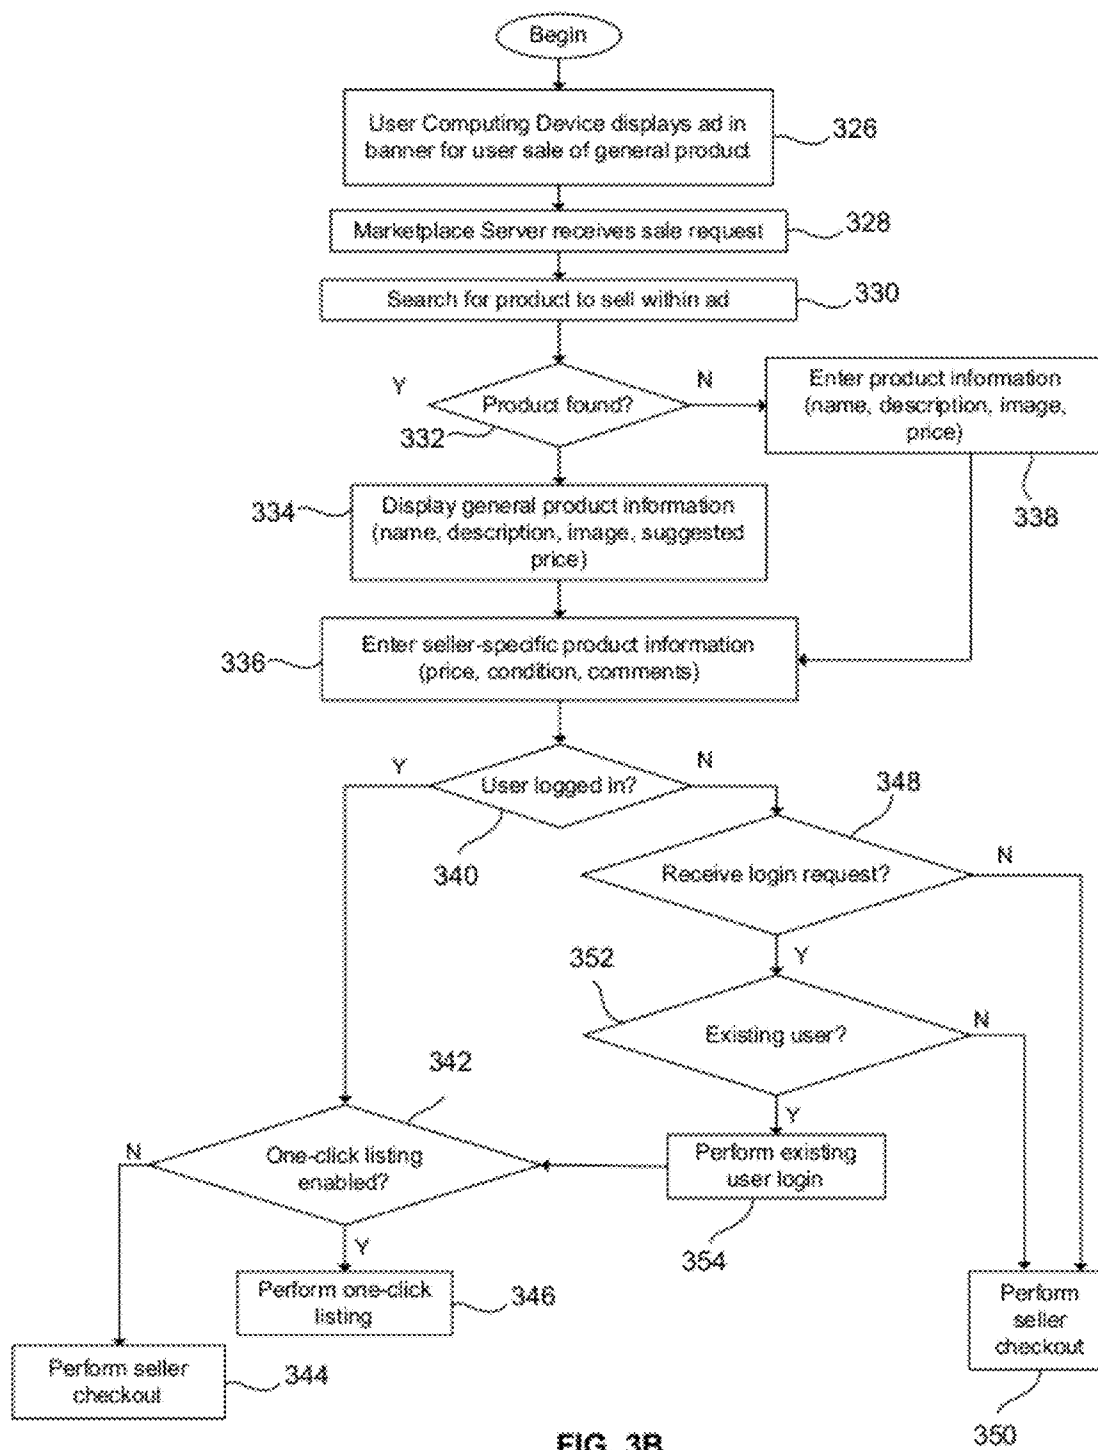 Begin
User Computing Device displays ad in
banner for user sale of general product
326
Marketplace Server receives sale request
328
Search for product to sell within ad
330
Y
Product found?
N
332
Enter product information
(name, description, image,
price)
338
334
Display general product information
(name, description, image, suggested
price)
336
Enter seller-specific product information
(price, condition, comments)
Y
User logged in?
N
340
348
Receive login request?
N
Y
352
Existing user?
N
Y
342
One-click listing
enabled?
N
Y
Perform existing
user login
354
Perform one-click
listing
346
Perform seller
checkout
344
Perform
seller
checkout
350
FIG. 3B